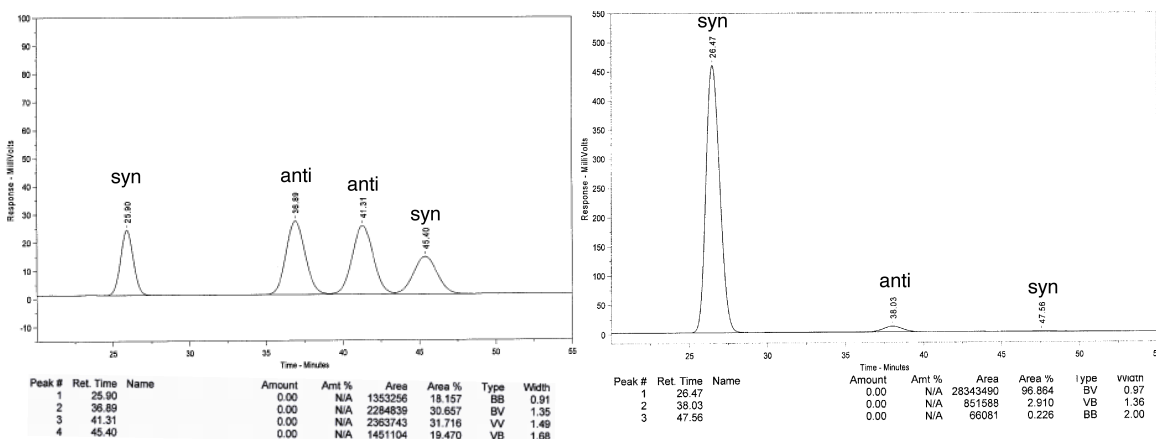 100
90
80
70
60
50
40
30
20
10
0
-10
Response - MilliVolts
syn
25.90
anti
36.89
anti
41.31
syn
45.40
25
30
35
40
45
50
55
Time - Minutes
Peak # Ret. Time Name Amount Amt % Area Area % Type Width
1 25.90 0.00 N/A 1353256 18.157 BB 0.91
2 36.89 0.00 N/A 2284839 30.657 BV 1.35
3 41.31 0.00 N/A 2363743 31.716 VV 1.49
4 45.40 0.00 N/A 1451104 19.470 VB 1.68
550
500
450
400
350
300
250
200
150
100
50
0
Response - MilliVolts
syn
26.47
anti
38.03
syn
47.56
25
30
35
40
45
50
5
Time - Minutes
Peak # Ret. Time Name Amount Amt % Area Area % Type Width
1 26.47 0.00 N/A 28343490 96.864 BV 0.97
2 38.03 0.00 N/A 851588 2.910 VB 1.36
3 47.56 0.00 N/A 66081 0.226 BB 2.00